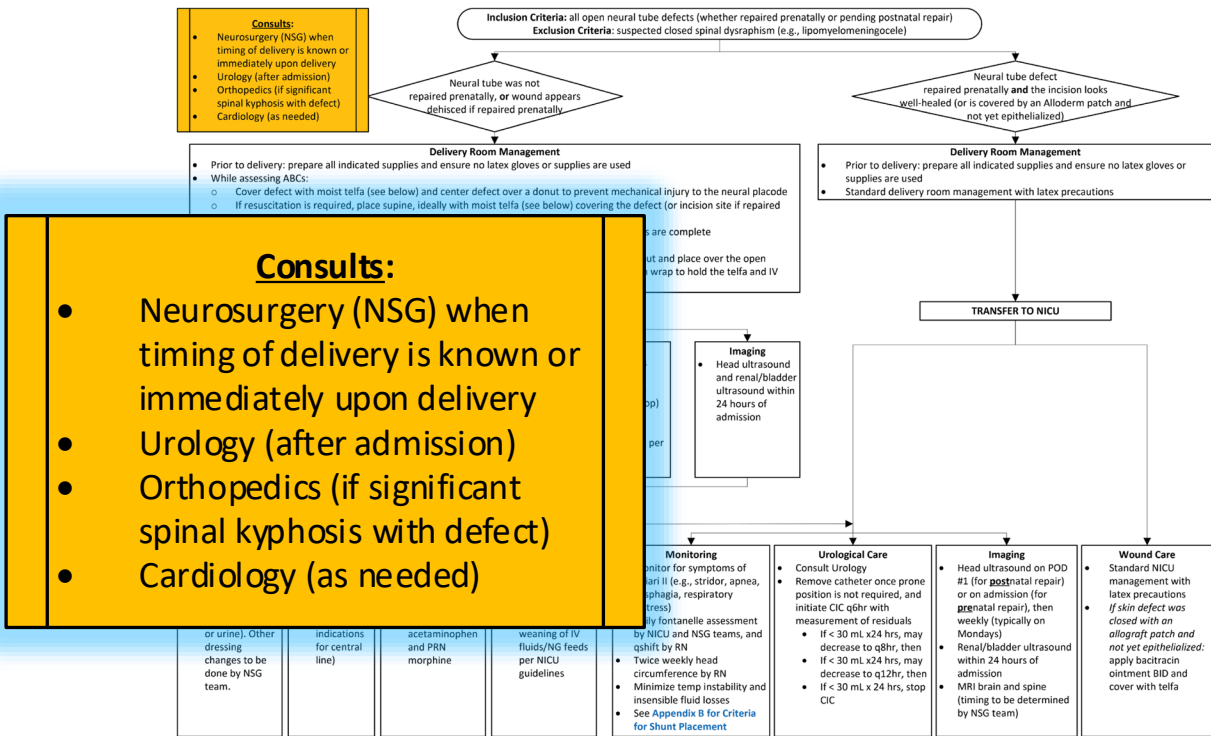 Consults:
• Neurosurgery (NSG) when
timing of delivery is known or
immediately upon delivery
• Urology (after admission)
• Orthopedics (if significant
spinal kyphosis with defect)
• Cardiology (as needed)
Inclusion Criteria: all open neural tube defects (whether repaired prenatally or pending postnatal repair)
Exclusion Criteria: suspected closed spinal dysraphism (e.g., lipomyelomeningocele)
Neural tube was not
repaired prenatally, or wound appears
dehisced if repaired prenatally
Neural tube defect
repaired prenatally and the incision looks
well-healed (or is covered by an Alloderm patch and
not yet epithelialized)
Delivery Room Management
• Prior to delivery: prepare all indicated supplies and ensure no latex gloves or supplies are used
• While assessing ABCs:
o Cover defect with moist telfa (see below) and center defect over a donut to prevent mechanical injury to the neural placode
o If resuscitation is required, place supine, ideally with moist telfa (see below) covering the defect (or incision site if repaired
are complete
out and place over the open
wrap to hold the telfa and IV
Delivery Room Management
• Prior to delivery: prepare all indicated supplies and ensure no latex gloves or
supplies are used
• Standard delivery room management with latex precautions
Consults:
• Neurosurgery (NSG) when
timing of delivery is known or
immediately upon delivery
• Urology (after admission)
• Orthopedics (if significant
spinal kyphosis with defect)
• Cardiology (as needed)
TRANSFER TO NICU
per
Imaging
• Head ultrasound
and renal/bladder
ultrasound within
24 hours of
admission
or urine). Other
dressing
changes to be
done by NSG
team.
indications
for central
line)
acetaminophen
and PRN
morphine
weaning of IV
fluids/NG feeds
per NICU
guidelines
Monitoring
for symptoms of
II (e.g., stridor, apnea,
respiratory
fontanelle assessment
by NICU and NSG teams, and
qshift by RN
• Twice weekly head
circumference by RN
• Minimize temp instability and
insensible fluid losses
• See Appendix B for Criteria
for Shunt Placement
Urological Care
• Consult Urology
• Remove catheter once prone
position is not required, and
initiate CIC q6hr with
measurement of residuals
• If < 30 mL x24 hrs, may
decrease to q8hr, then
• If < 30 mL x24 hrs, may
decrease to q12hr, then
• If < 30 mL x 24 hrs, stop
CIC
Imaging
• Head ultrasound on POD
#1 (for postnatal repair)
or on admission (for
prenatal repair), then
weekly (typically on
Mondays)
• Renal/bladder ultrasound
within 24 hours of
admission
• MRI brain and spine
(timing to be determined
by NSG team)
Wound Care
• Standard NICU
management with
latex precautions
• If skin defect was
closed with an
allograft patch and
not yet epithelialized:
apply bacitracin
ointment BID and
cover with telfa